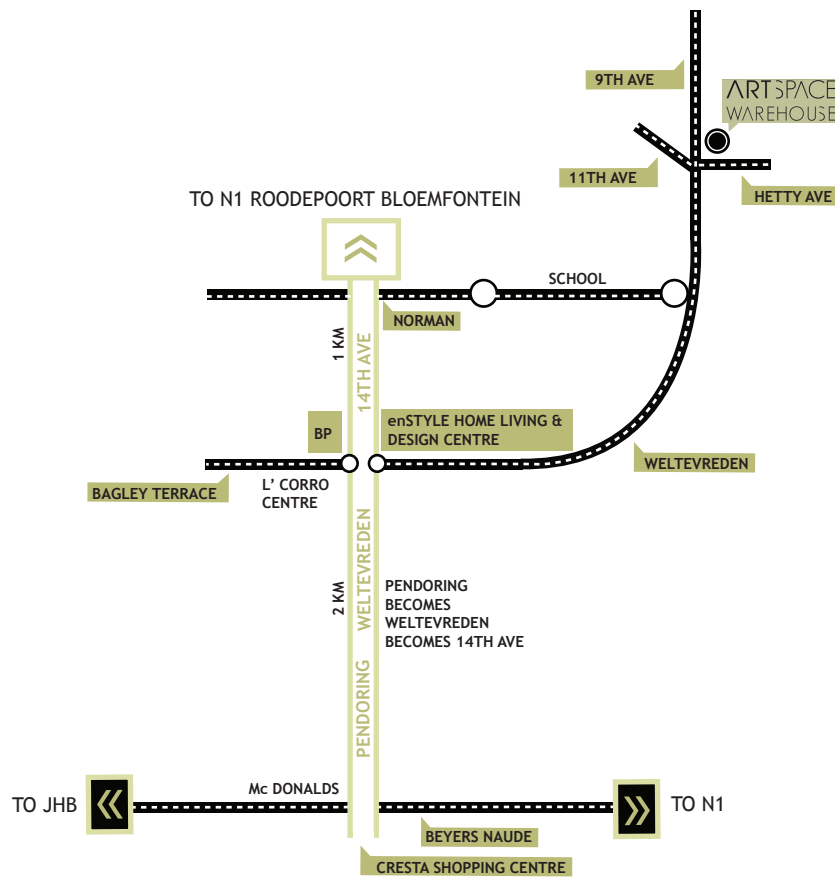 9TH AVE
ARTSPACE
WAREHOUSE
11TH AVE
HETTY AVE
TO N1 ROODEPOORT BLOEMFONTEIN
SCHOOL
NORMAN
1 KM
14TH AVE
BP
enSTYLE HOME LIVING &
DESIGN CENTRE
WELTEVREDEN
BAGLEY TERRACE
L' CORRO
CENTRE
WELTEVREDEN
2 KM
PENDORING
BECOMES
WELTEVREDEN
BECOMES 14TH AVE
PENDORING
Mc DONALDS
TO JHB
TO N1
BEYERS NAUDE
CRESTA SHOPPING CENTRE